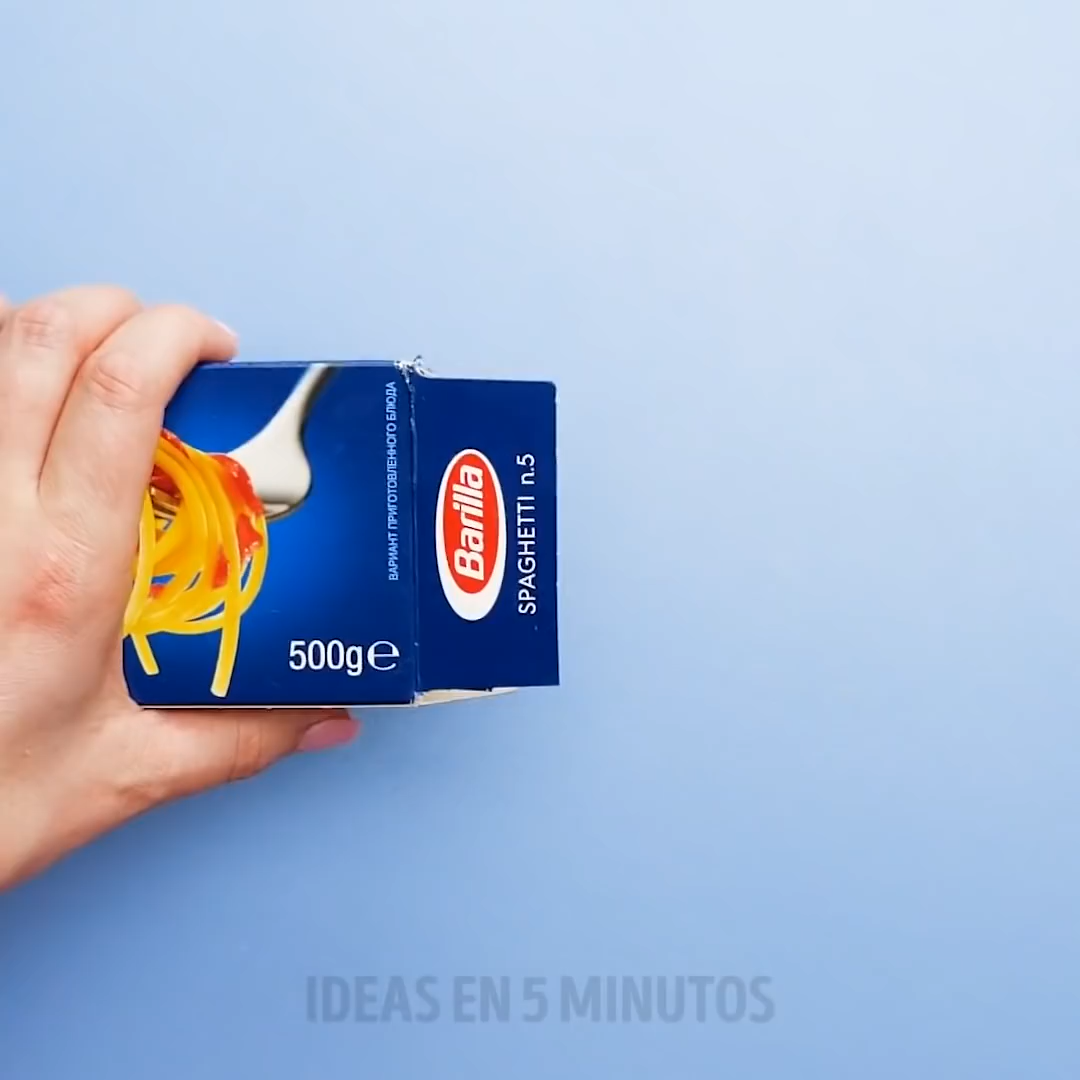 ВАРИАНТ ПРИГОТОВЛЕННОГО БЛЮДА
500g℮
Barilla
SPAGHETTI n.5
IDEAS EN 5 MINUTOS